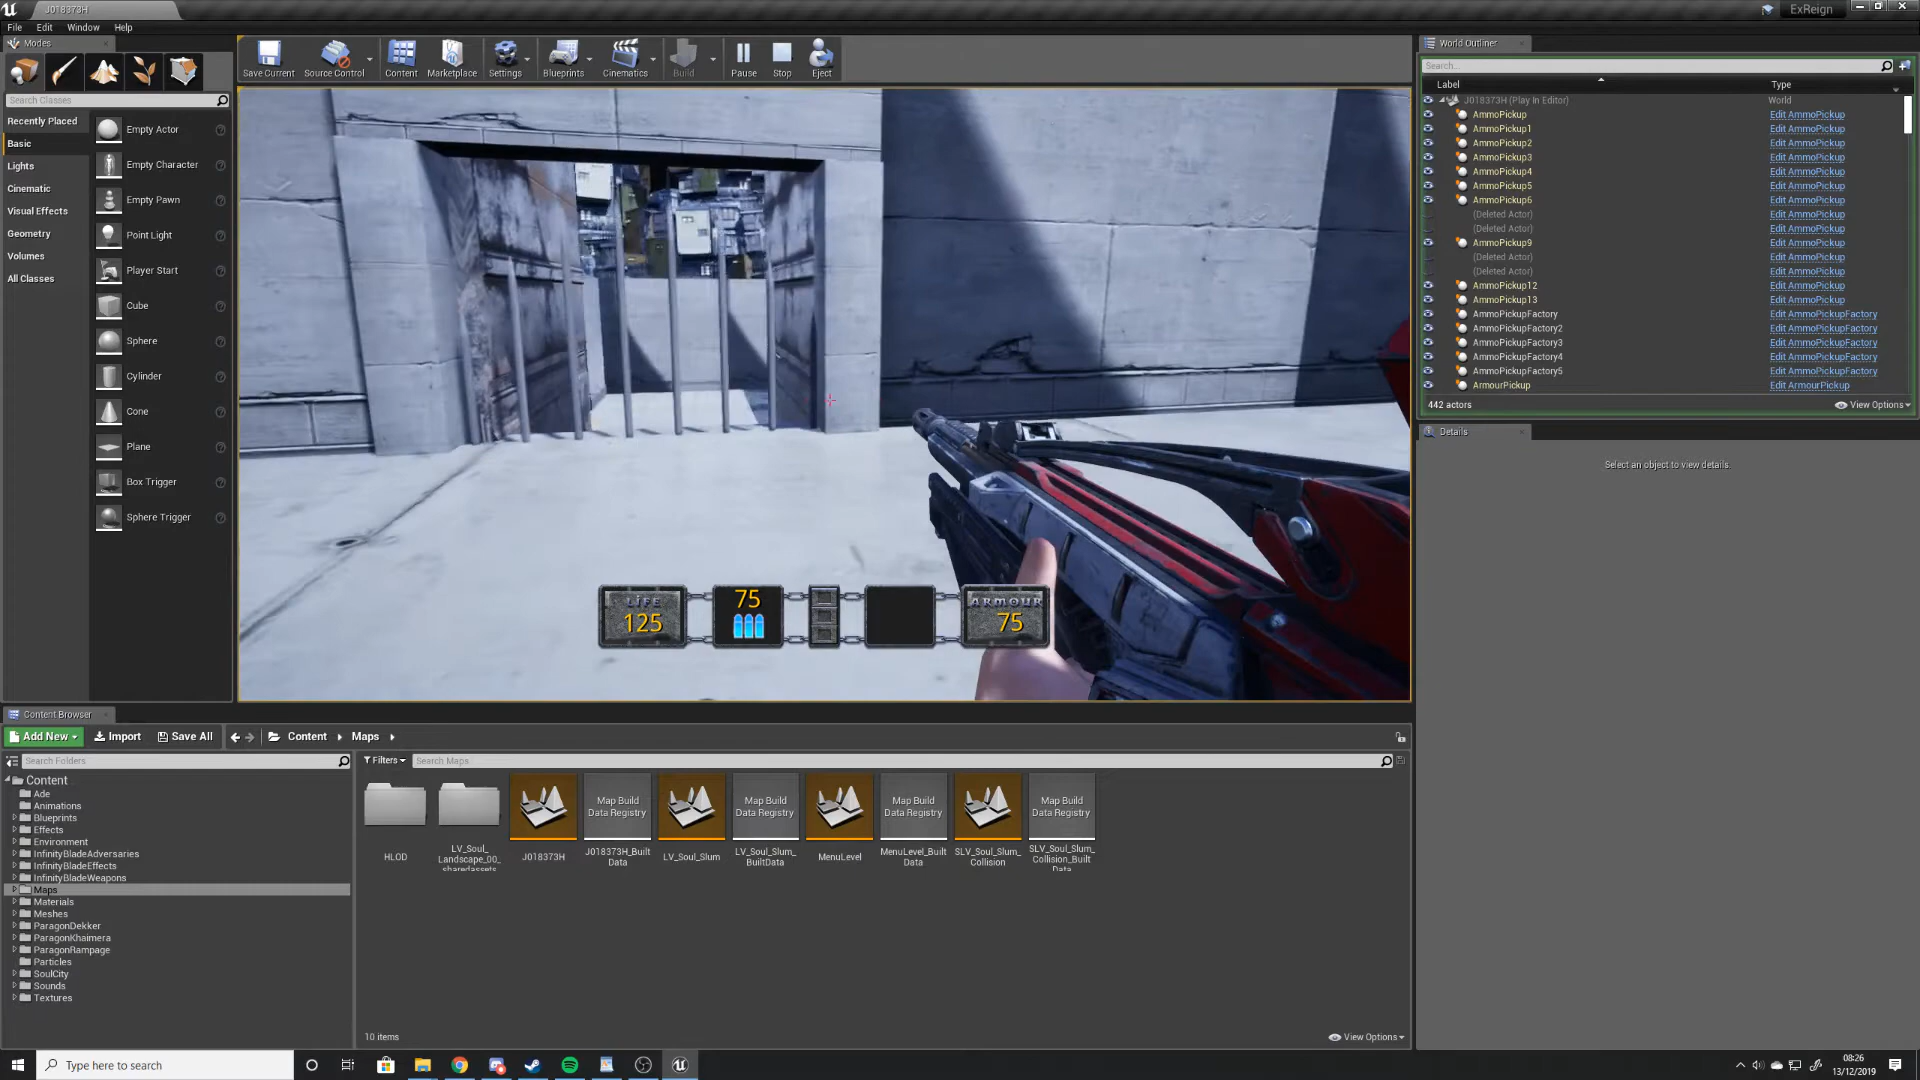 J018373H
ExReign
File Edit Window Help
Modes
Search Classes
Recently Placed
Basic
Lights
Cinematic
Visual Effects
Geometry
Volumes
All Classes
Empty Actor
Empty Character
Empty Pawn
Point Light
Player Start
Cube
Sphere
Cylinder
Cone
Plane
Box Trigger
Sphere Trigger
Save Current Source Control Content Marketplace Settings Blueprints Cinematics Build Pause Stop Eject
LIFE
125
75
ARMOUR
75
World Outliner
Search...
Label Type
J018373H (Play In Editor) World
AmmoPickup Edit AmmoPickup
AmmoPickup1 Edit AmmoPickup
AmmoPickup2 Edit AmmoPickup
AmmoPickup3 Edit AmmoPickup
AmmoPickup4 Edit AmmoPickup
AmmoPickup5 Edit AmmoPickup
AmmoPickup6 Edit AmmoPickup
(Deleted Actor) Edit AmmoPickup
(Deleted Actor) Edit AmmoPickup
AmmoPickup9 Edit AmmoPickup
(Deleted Actor) Edit AmmoPickup
(Deleted Actor) Edit AmmoPickup
AmmoPickup12 Edit AmmoPickup
AmmoPickup13 Edit AmmoPickup
AmmoPickupFactory Edit AmmoPickupFactory
AmmoPickupFactory2 Edit AmmoPickupFactory
AmmoPickupFactory3 Edit AmmoPickupFactory
AmmoPickupFactory4 Edit AmmoPickupFactory
AmmoPickupFactory5 Edit AmmoPickupFactory
ArmourPickup Edit ArmourPickup
442 actors View Options
Details
Select an object to view details.
Content Browser
Add New Import Save All Content Maps
Search Folders
Filters Search Maps
Content
Ade
Animations
Blueprints
Effects
Environment
InfinityBladeAdversaries
InfinityBladeEffects
InfinityBladeWeapons
Maps
Materials
Meshes
ParagonDekker
ParagonKhaimera
ParagonRampage
Particles
SoulCity
Sounds
Textures
HLOD
LV_Soul_
Landscape_00_
sharedassets
J018373H
Map Build
Data Registry
J018373H_Built
Data
LV_Soul_Slum
Map Build
Data Registry
LV_Soul_Slum_
BuiltData
MenuLevel
Map Build
Data Registry
MenuLevel_Built
Data
SLV_Soul_Slum_
Collision
Map Build
Data Registry
SLV_Soul_Slum_
Collision_Built
Data
10 items View Options
Type here to search
08:26
13/12/2019